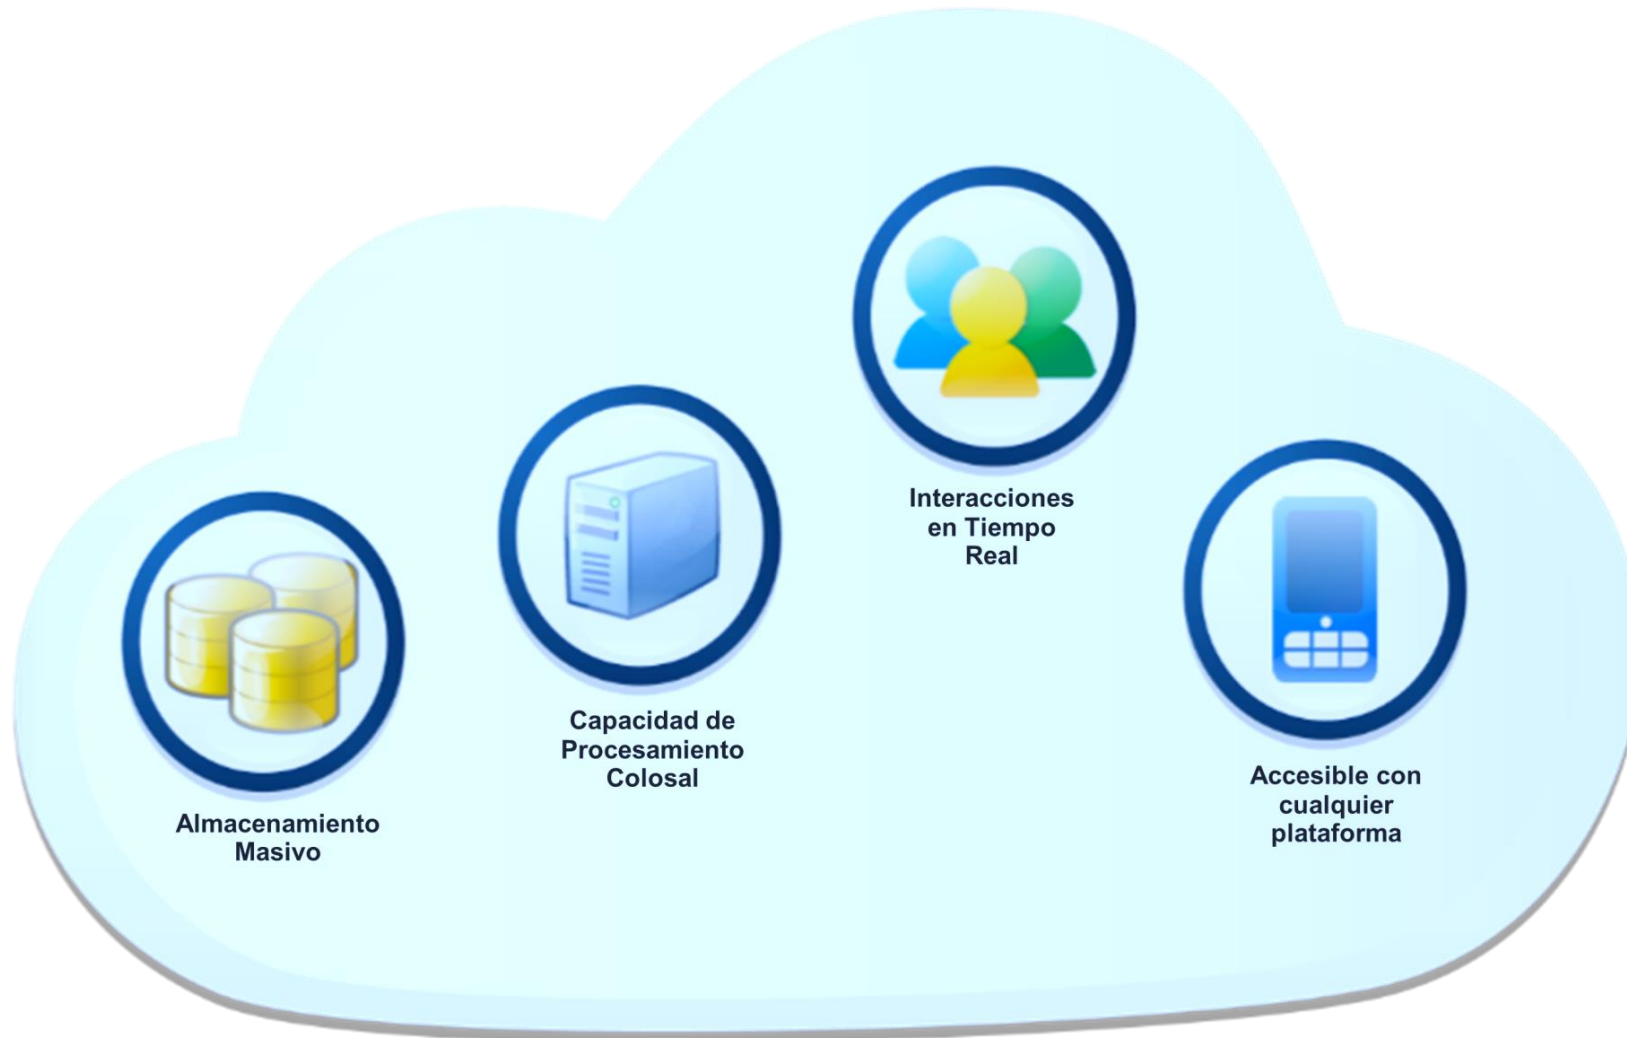 Interacciones
en Tiempo
Real
Capacidad de
Procesamiento
Colosal
Almacenamiento
Masivo
Accesible con
cualquier
plataforma